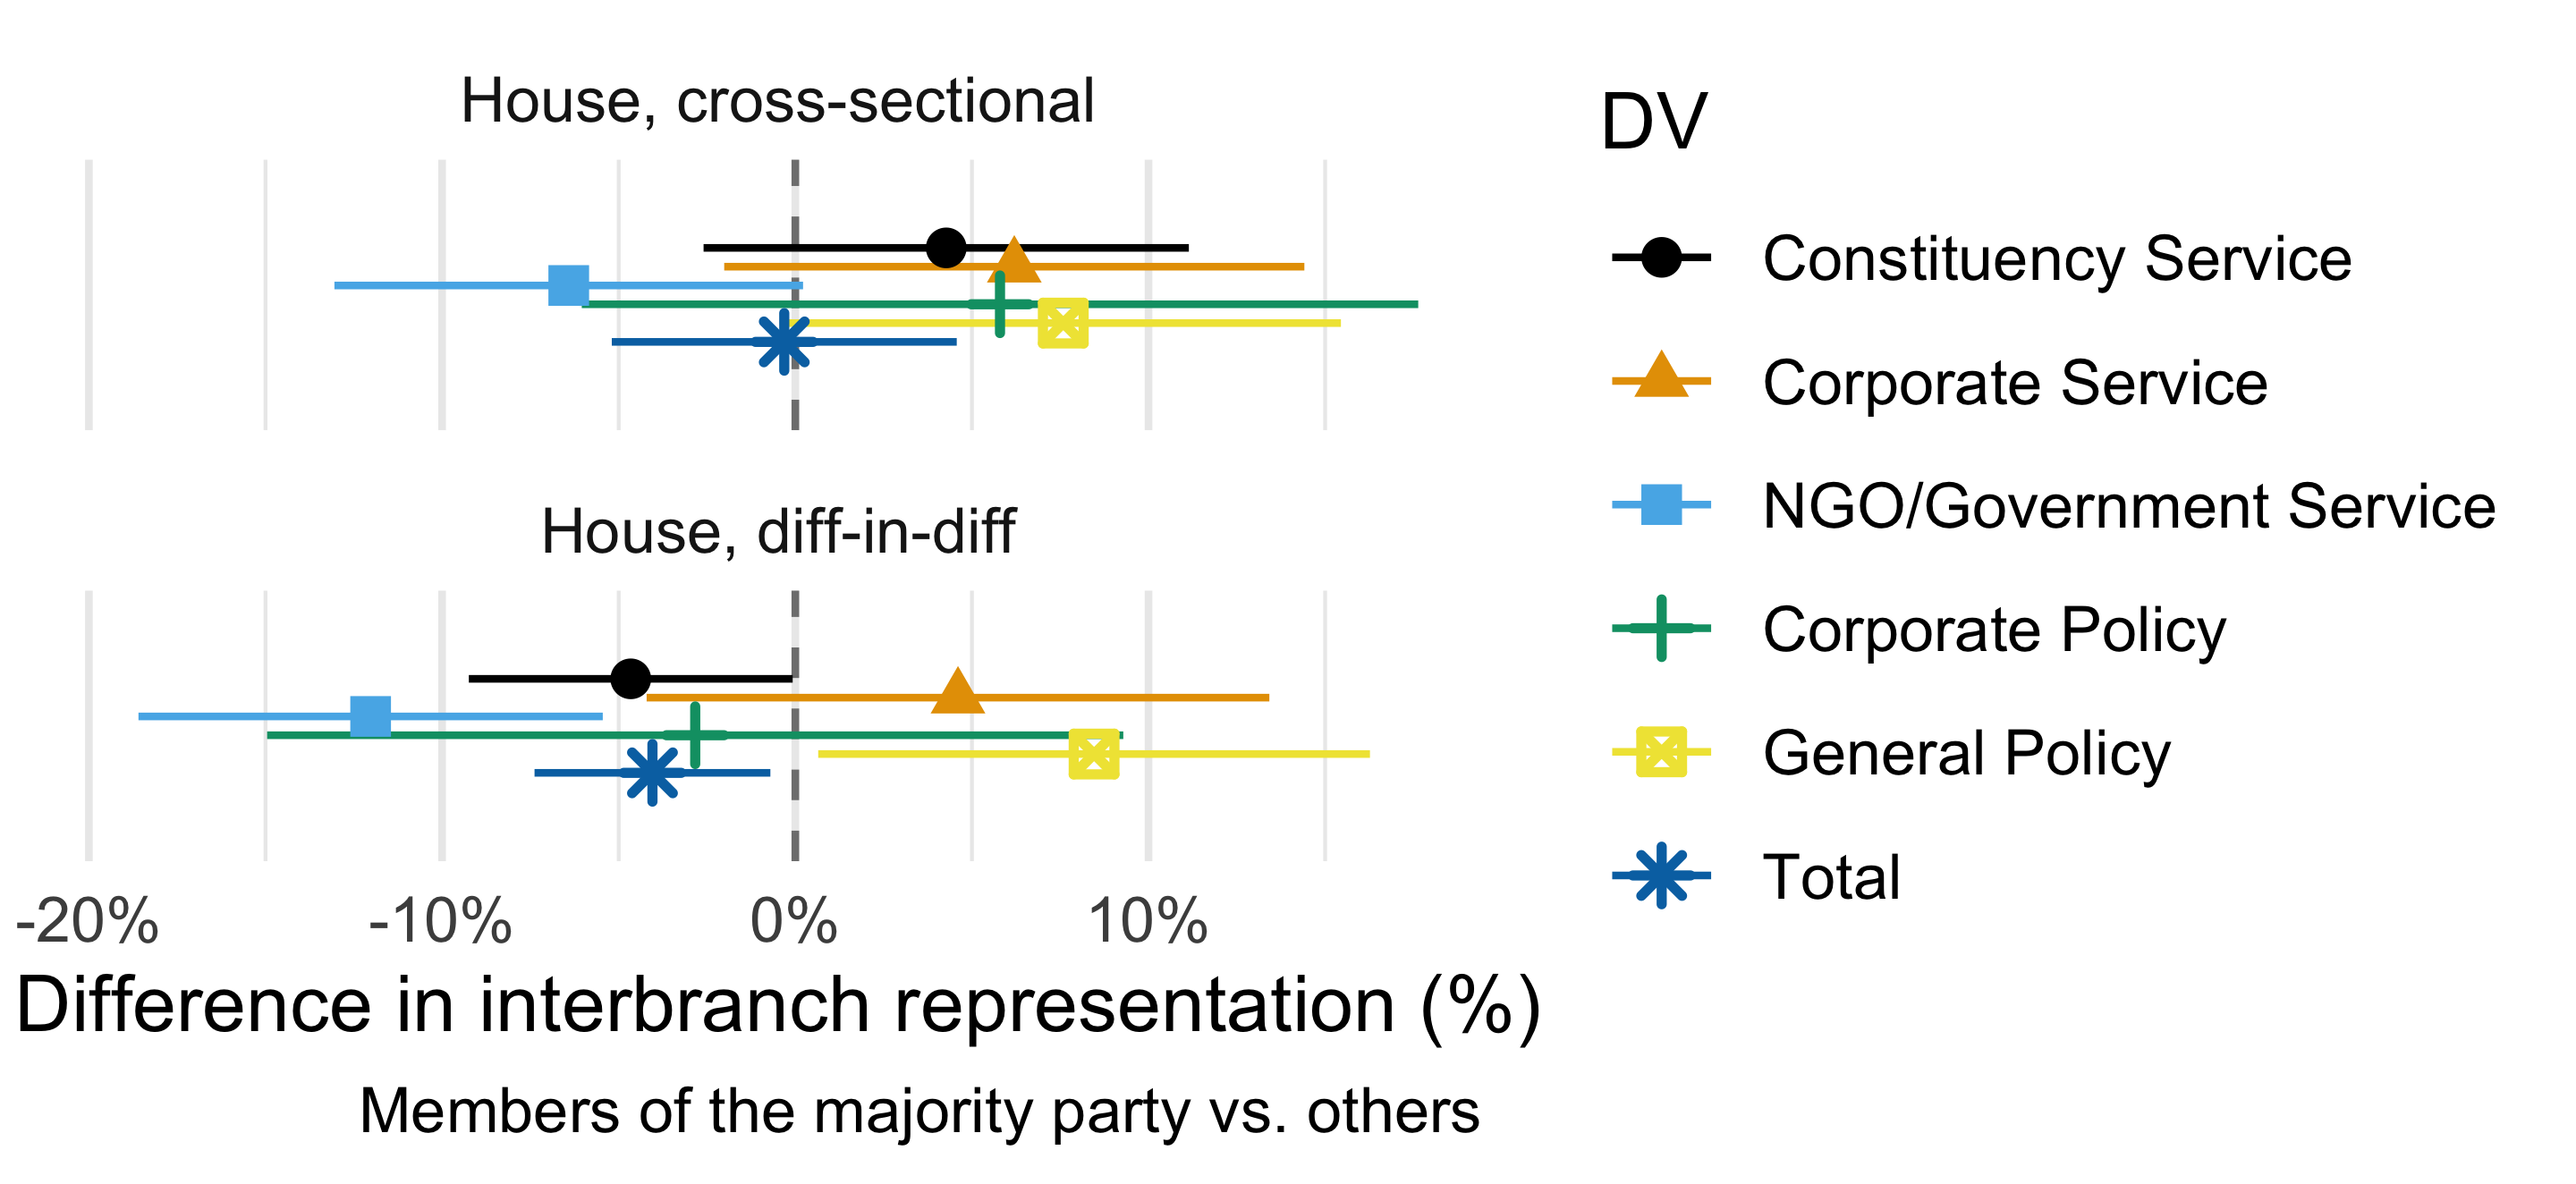 House, cross-sectional
House, diff-in-diff
-20%
-10%
0%
10%
Difference in interbranch representation (%)
Members of the majority party vs. others
DV
Constituency Service
Corporate Service
NGO/Government Service
Corporate Policy
General Policy
Total